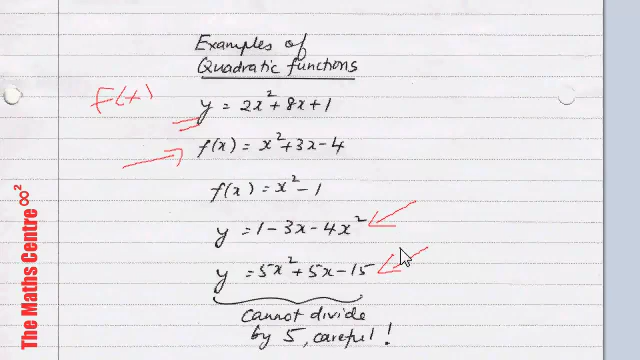 Examples of
Quadratic functions
F(x)
y = 2x² + 8x + 1
f(x) = x² + 3x - 4
f(x) = x² - 1
y = 1 - 3x - 4x²
y = 5x² + 5x - 15
cannot divide
by 5, careful!
The Maths Centre ∞²